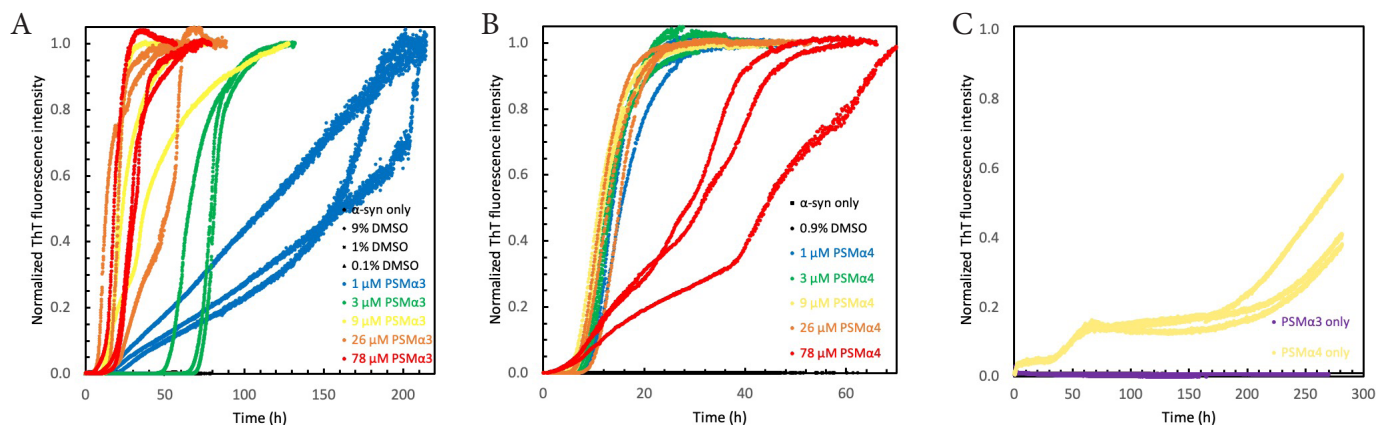 A
Normalized ThT fluorescence intensity
1.0
0.8
0.6
0.4
0.2
0.0
α-syn only
9% DMSO
1% DMSO
0.1% DMSO
1 µM PSMα3
3 µM PSMα3
9 µM PSMα3
26 µM PSMα3
78 µM PSMα3
0 50 100 150 200
Time (h)
B
Normalized ThT fluorescence intensity
1.0
0.8
0.6
0.4
0.2
0.0
α-syn only
0.9% DMSO
1 µM PSMα4
3 µM PSMα4
9 µM PSMα4
26 µM PSMα4
78 µM PSMα4
0 20 40 60
Time (h)
C
Normalized ThT fluorescence intensity
1.0
0.8
0.6
0.4
0.2
0.0
PSMα3 only
PSMα4 only
0 50 100 150 200 250 300
Time (h)